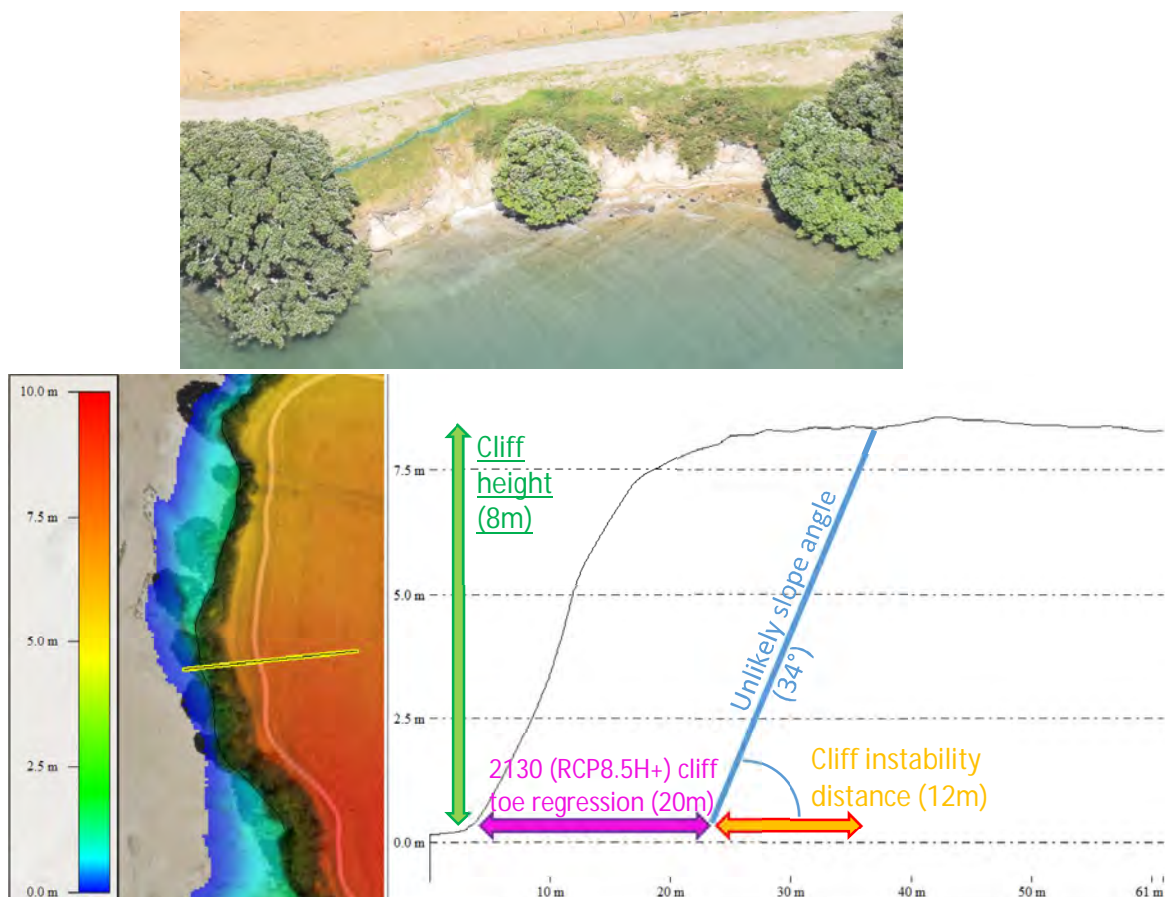 10.0 m
7.5 m
5.0 m
2.5 m
0.0 m
Cliff
height
(8m)
7.5 m
5.0 m
2.5 m
0.0 m
Unlikely slope angle
(34°)
2130 (RCP8.5H+) cliff
toe regression (20m)
Cliff instability
distance (12m)
10 m
20 m
30 m
40 m
50 m
61 m